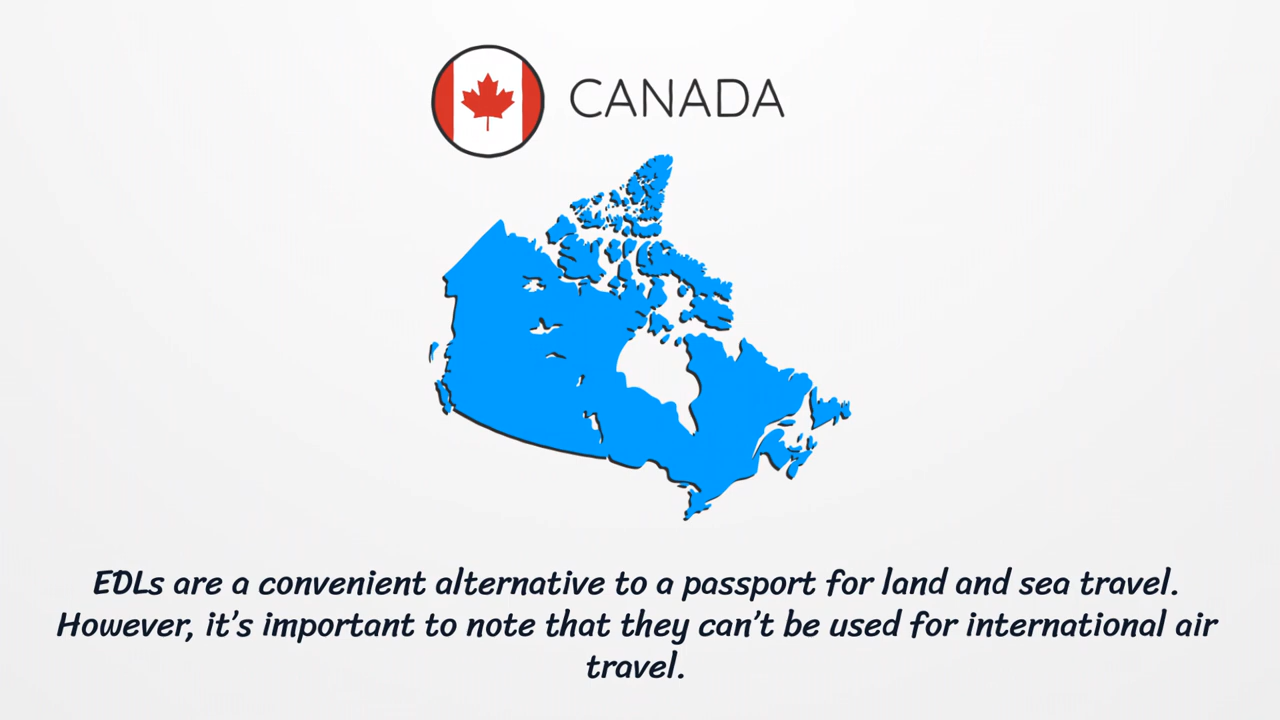 CANADA
EDLs are a convenient alternative to a passport for land and sea travel.
However, it's important to note that they can't be used for international air
travel.